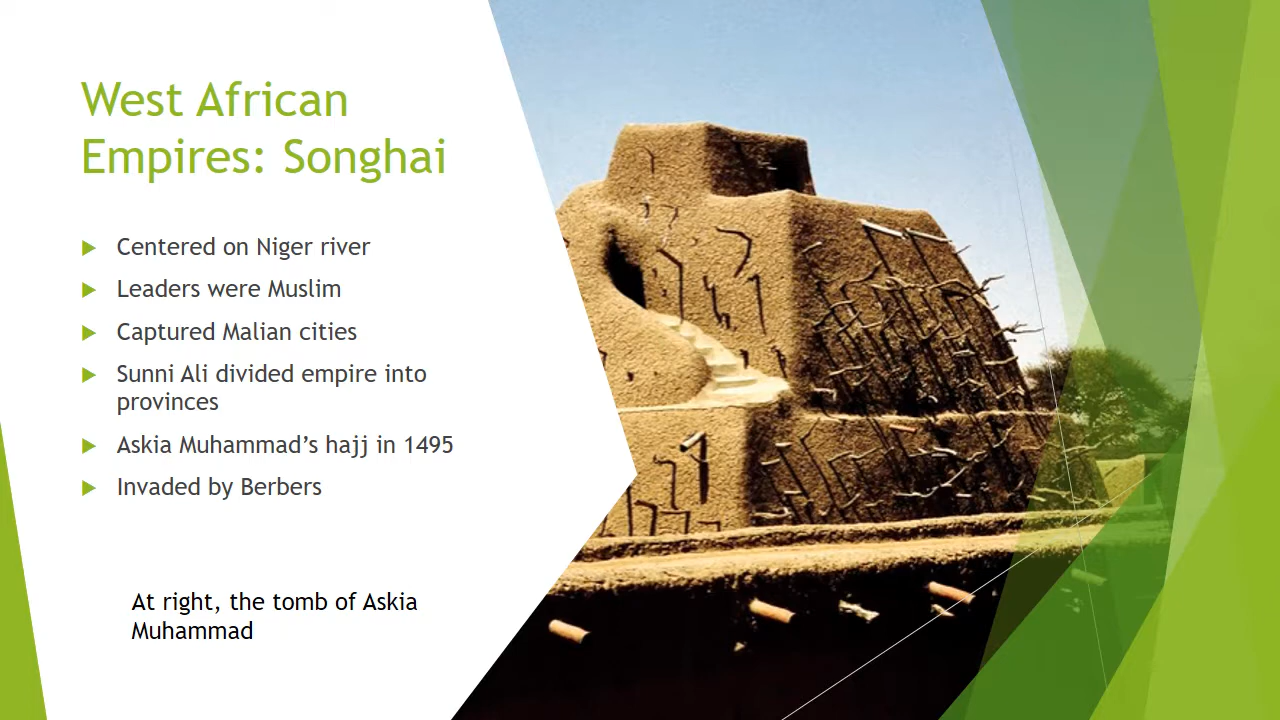 West African
Empires: Songhai
Centered on Niger river
Leaders were Muslim
Captured Malian cities
Sunni Ali divided empire into
provinces
Askia Muhammad’s hajj in 1495
Invaded by Berbers
At right, the tomb of Askia
Muhammad